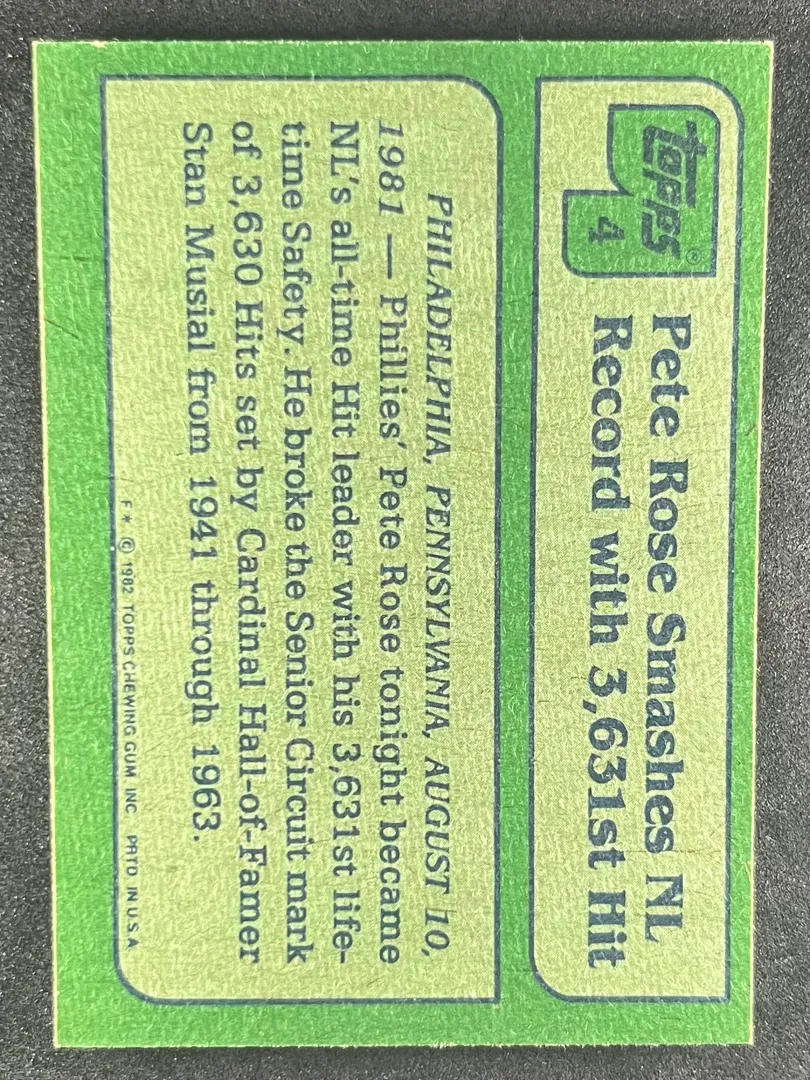 topps®
4
Pete Rose Smashes NL
Record with 3,631st Hit
PHILADELPHIA, PENNSYLVANIA, AUGUST 10,
1981 — Phillies' Pete Rose tonight became
NL's all-time Hit leader with his 3,631st life-
time Safety. He broke the Senior Circuit mark
of 3,630 Hits set by Cardinal Hall-of-Famer
Stan Musial from 1941 through 1963.
F* © 1982 TOPPS CHEWING GUM INC PRTD. IN U S A